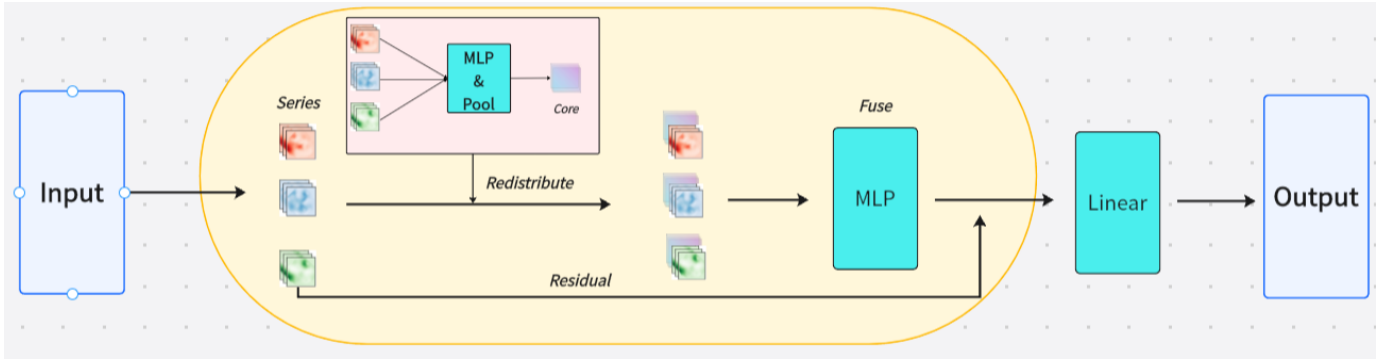 Input
Series
MLP
&
Pool
Core
Redistribute
Residual
Fuse
MLP
Linear
Output